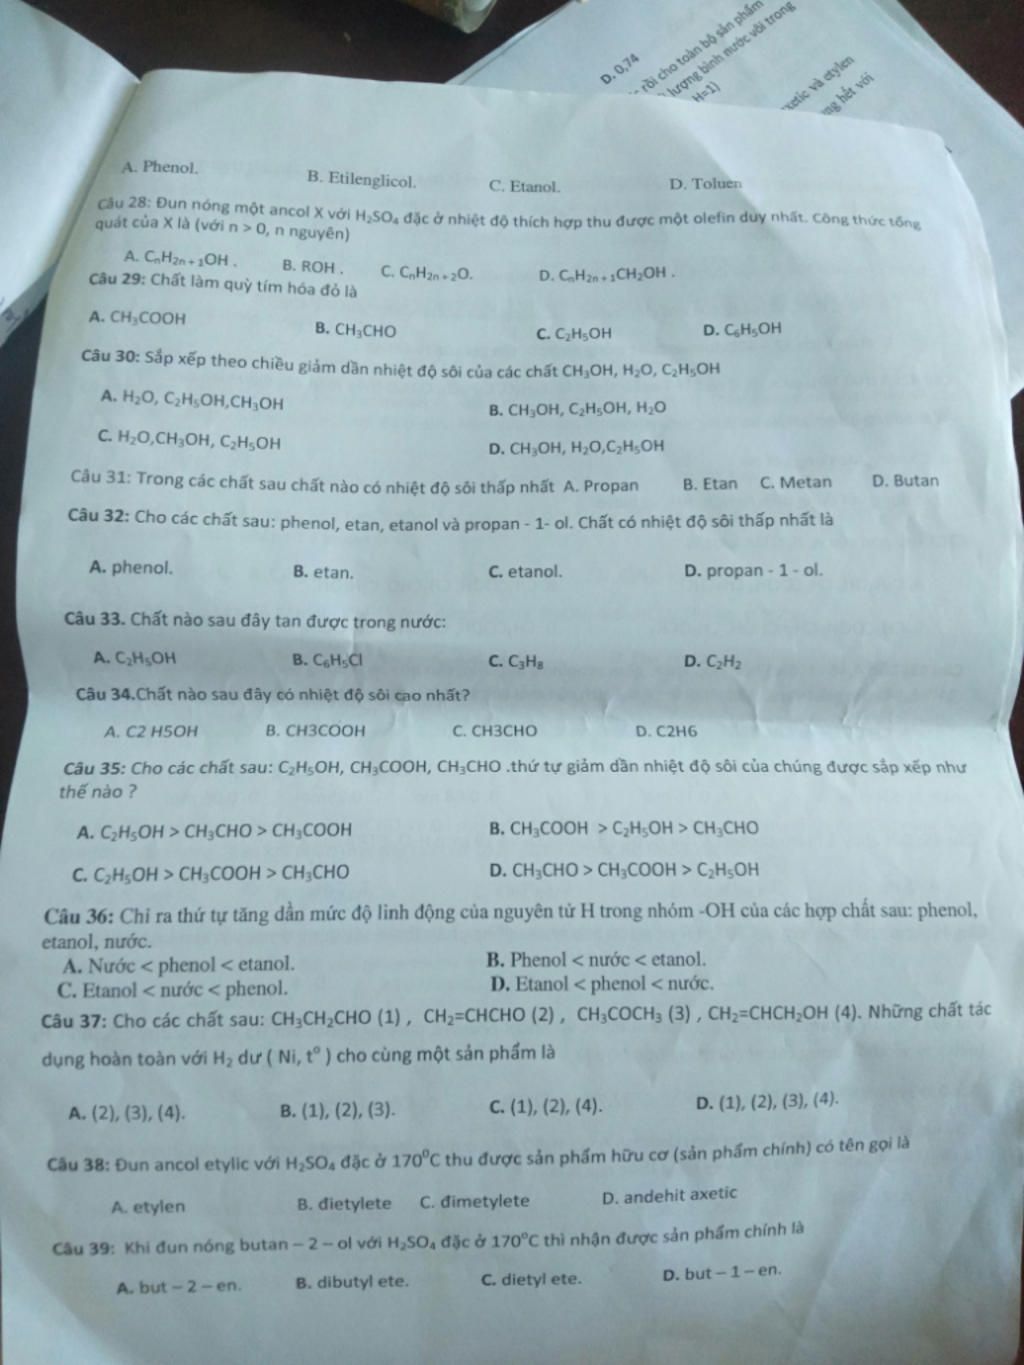 D. 0,74
rồi cho toàn bộ sản phẩm
lượng bình nước vôi trong
H=1)
xetic và etylen
ng hết với
A. Phenol. B. Etilenglicol. C. Etanol. D. Toluen
Câu 28: Đun nóng một ancol X với H₂SO₄ đặc ở nhiệt độ thích hợp thu được một olefin duy nhất. Công thức tổng
quát của X là (với n > 0, n nguyên)
A. CₙH₂ₙ₊₁OH . B. ROH . C. CₙH₂ₙ₊₂O. D. CₙH₂ₙ₊₁CH₂OH .
Câu 29: Chất làm quỳ tím hóa đỏ là
A. CH₃COOH B. CH₃CHO C. C₂H₅OH D. C₆H₅OH
Câu 30: Sắp xếp theo chiều giảm dần nhiệt độ sôi của các chất CH₃OH, H₂O, C₂H₅OH
A. H₂O, C₂H₅OH,CH₃OH B. CH₃OH, C₂H₅OH, H₂O
C. H₂O,CH₃OH, C₂H₅OH D. CH₃OH, H₂O,C₂H₅OH
Câu 31: Trong các chất sau chất nào có nhiệt độ sôi thấp nhất A. Propan B. Etan C. Metan D. Butan
Câu 32: Cho các chất sau: phenol, etan, etanol và propan - 1- ol. Chất có nhiệt độ sôi thấp nhất là
A. phenol. B. etan. C. etanol. D. propan - 1 - ol.
Câu 33. Chất nào sau đây tan được trong nước:
A. C₂H₅OH B. C₆H₅Cl C. C₃H₈ D. C₂H₂
Câu 34.Chất nào sau đây có nhiệt độ sôi cao nhất?
A. C2 H5OH B. CH3COOH C. CH3CHO D. C2H6
Câu 35: Cho các chất sau: C₂H₅OH, CH₃COOH, CH₃CHO .thứ tự giảm dần nhiệt độ sôi của chúng được sắp xếp như
thế nào ?
A. C₂H₅OH > CH₃CHO > CH₃COOH B. CH₃COOH > C₂H₅OH > CH₃CHO
C. C₂H₅OH > CH₃COOH > CH₃CHO D. CH₃CHO > CH₃COOH > C₂H₅OH
Câu 36: Chỉ ra thứ tự tăng dần mức độ linh động của nguyên tử H trong nhóm -OH của các hợp chất sau: phenol,
etanol, nước.
A. Nước < phenol < etanol. B. Phenol < nước < etanol.
C. Etanol < nước < phenol. D. Etanol < phenol < nước.
Câu 37: Cho các chất sau: CH₃CH₂CHO (1) , CH₂=CHCHO (2) , CH₃COCH₃ (3) , CH₂=CHCH₂OH (4). Những chất tác
dụng hoàn toàn với H₂ dư ( Ni, t° ) cho cùng một sản phẩm là
A. (2), (3), (4). B. (1), (2), (3). C. (1), (2), (4). D. (1), (2), (3), (4).
Câu 38: Đun ancol etylic với H₂SO₄ đặc ở 170⁰C thu được sản phẩm hữu cơ (sản phẩm chính) có tên gọi là
A. etylen B. đietylete C. đimetylete D. andehit axetic
Câu 39: Khi đun nóng butan – 2 – ol với H₂SO₄ đặc ở 170°C thì nhận được sản phẩm chính là
A. but – 2 – en. B. dibutyl ete. C. dietyl ete. D. but – 1 – en.